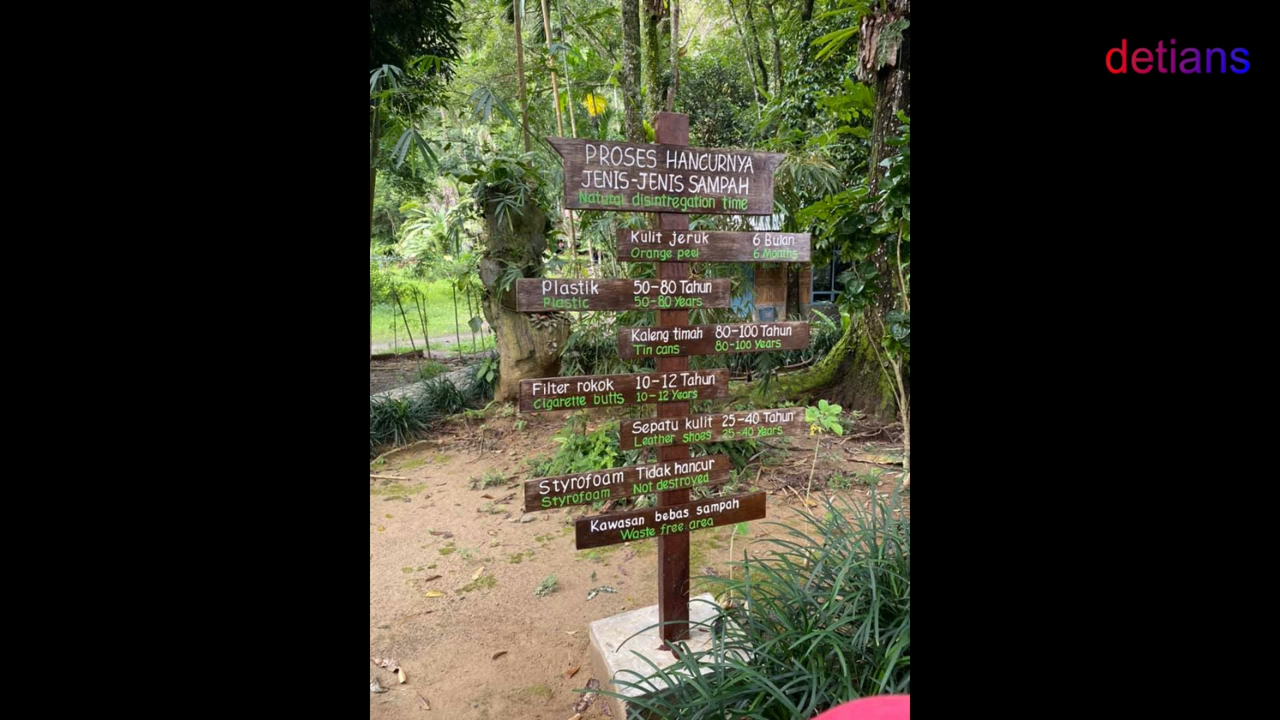 detians
PROSES HANCURNYA
JENIS-JENIS SAMPAH
Natural disintregation time
Kulit jeruk 6 Bulan
Orange peel 6 Months
Plastik 50-80 Tahun
Plastic 50-80 Years
Kaleng timah 80-100 Tahun
Tin cans 80-100 Years
Filter rokok 10-12 Tahun
Cigarette butts 10-12 Years
Sepatu kulit 25-40 Tahun
Leather shoes 25-40 Years
Styrofoam Tidak hancur
Styrofoam Not destroyed
Kawasan bebas sampah
Waste free area